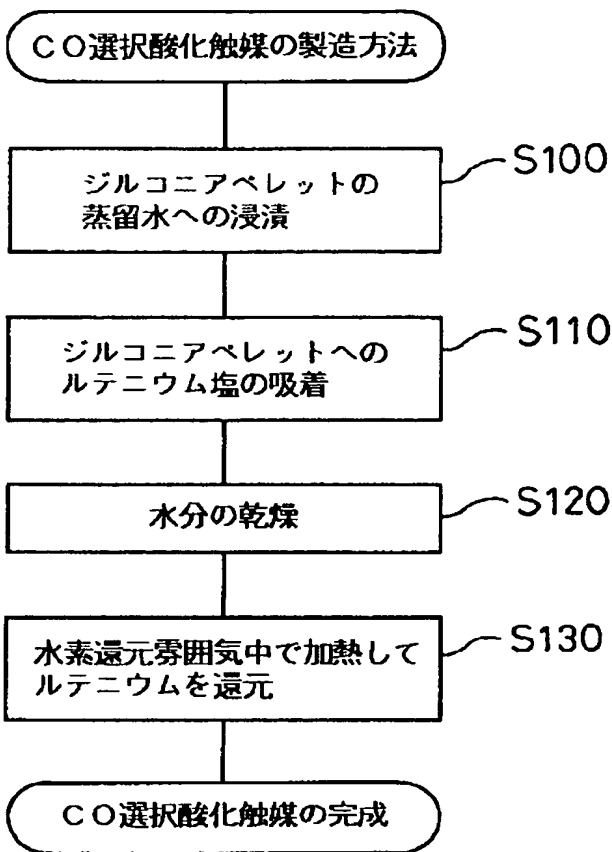 CO選択酸化触媒の製造方法
ジルコニアペレットの
蒸留水への浸漬
S100
ジルコニアペレットへの
ルテニウム塩の吸着
S110
水分の乾燥
S120
水素還元雰囲気中で加熱して
ルテニウムを還元
S130
CO選択酸化触媒の完成